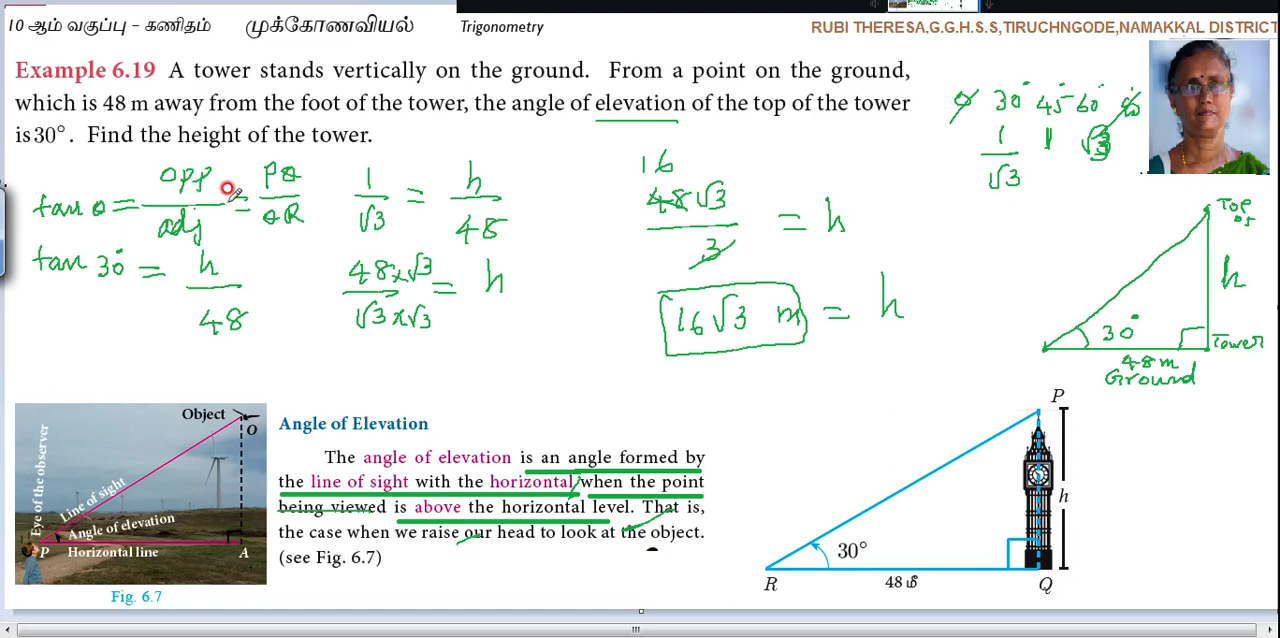 10 ஆம் வகுப்பு – கணிதம் முக்கோணவியல் Trigonometry
RUBI THERESA,G.G.H.S.S,TIRUCHNGODE,NAMAKKAL DISTRICT
Example 6.19 A tower stands vertically on the ground. From a point on the ground,
which is 48 m away from the foot of the tower, the angle of elevation of the top of the tower
is 30°. Find the height of the tower.
30° 45° 60°
1/√3 1 √3
tan θ = opp/adj = PQ/QR
tan 30° = h/48
1/√3 = h/48
48×√3/√3×√3 = h
16
48√3/3 = h
16√3 m = h
Top
h
30°
Tower
48m
Ground
Object
O
Eye of the observer
Line of sight
Angle of elevation
P Horizontal line A
Fig. 6.7
Angle of Elevation
The angle of elevation is an angle formed by
the line of sight with the horizontal when the point
being viewed is above the horizontal level. That is,
the case when we raise our head to look at the object.
(see Fig. 6.7)
P
h
30°
R 48 மீ Q